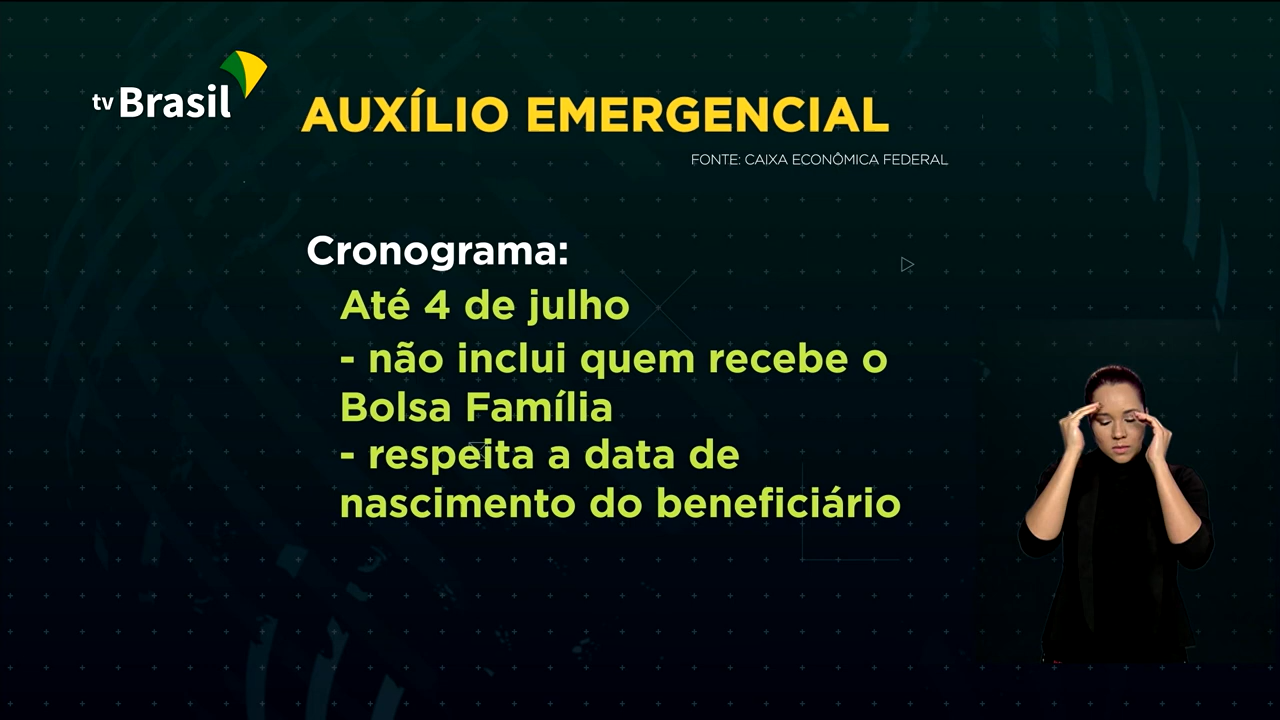 tv Brasil
AUXÍLIO EMERGENCIAL
FONTE: CAIXA ECONÔMICA FEDERAL
Cronograma:
Até 4 de julho
- não inclui quem recebe o
Bolsa Família
- respeita a data de
nascimento do beneficiário